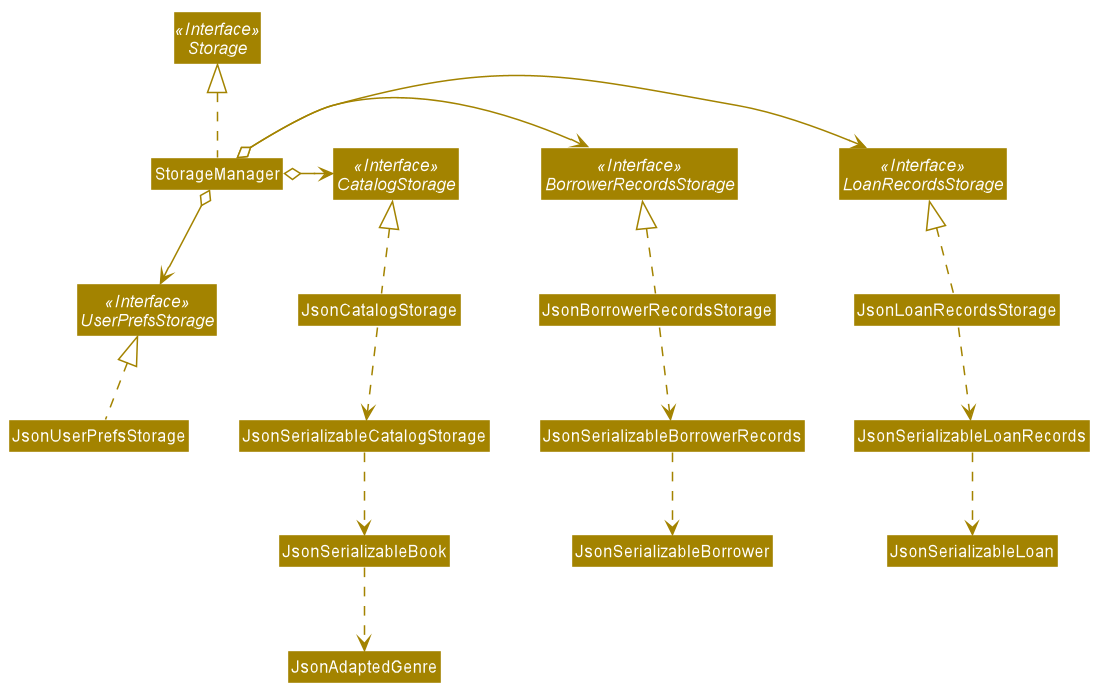 «Interface»
Storage
StorageManager
«Interface»
CatalogStorage
«Interface»
BorrowerRecordsStorage
«Interface»
LoanRecordsStorage
«Interface»
UserPrefsStorage
JsonCatalogStorage
JsonBorrowerRecordsStorage
JsonLoanRecordsStorage
JsonUserPrefsStorage
JsonSerializableCatalogStorage
JsonSerializableBorrowerRecords
JsonSerializableLoanRecords
JsonSerializableBook
JsonSerializableBorrower
JsonSerializableLoan
JsonAdaptedGenre